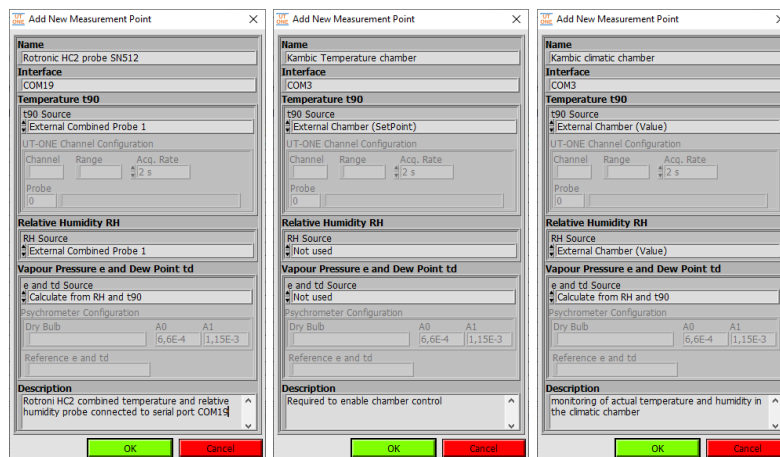 UT ONE Add New Measurement Point
Name
Rotronic HC2 probe SN512
Interface
COM19
Temperature t90
t90 Source
External Combined Probe 1
UT-ONE Channel Configuration
Channel Range Acq. Rate
2 s
Probe
0
Relative Humidity RH
RH Source
External Combined Probe 1
Vapour Pressure e and Dew Point td
e and td Source
Calculate from RH and t90
Psychrometer Configuration
Dry Bulb A0 A1
6,6E-4 1,15E-3
Reference e and td
Description
Rotroni HC2 combined temperature and relative
humidity probe connected to serial port COM19
OK Cancel
UT ONE Add New Measurement Point
Name
Kambic Temperature chamber
Interface
COM3
Temperature t90
t90 Source
External Chamber (SetPoint)
UT-ONE Channel Configuration
Channel Range Acq. Rate
2 s
Probe
0
Relative Humidity RH
RH Source
Not used
Vapour Pressure e and Dew Point td
e and td Source
Not used
Psychrometer Configuration
Dry Bulb A0 A1
6,6E-4 1,15E-3
Reference e and td
Description
Required to enable chamber control
OK Cancel
UT ONE Add New Measurement Point
Name
Kambic climatic chamber
Interface
COM3
Temperature t90
t90 Source
External Chamber (Value)
UT-ONE Channel Configuration
Channel Range Acq. Rate
2 s
Probe
0
Relative Humidity RH
RH Source
External Chamber (Value)
Vapour Pressure e and Dew Point td
e and td Source
Calculate from RH and t90
Psychrometer Configuration
Dry Bulb A0 A1
6,6E-4 1,15E-3
Reference e and td
Description
monitoring of actual temperature and humidity in
the climatic chamber
OK Cancel